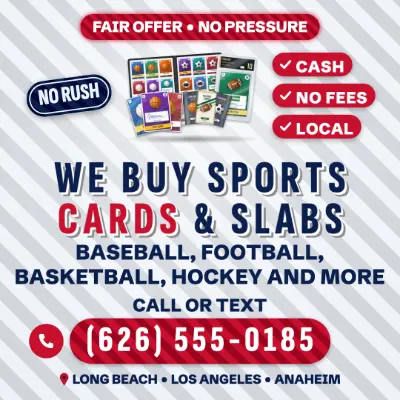 FAIR OFFER • NO PRESSURE
NO RUSH
CASH
NO FEES
LOCAL
WE BUY SPORTS
CARDS & SLABS
BASEBALL, FOOTBALL,
BASKETBALL, HOCKEY AND MORE
CALL OR TEXT
(626) 555-0185
LONG BEACH • LOS ANGELES • ANAHEIM